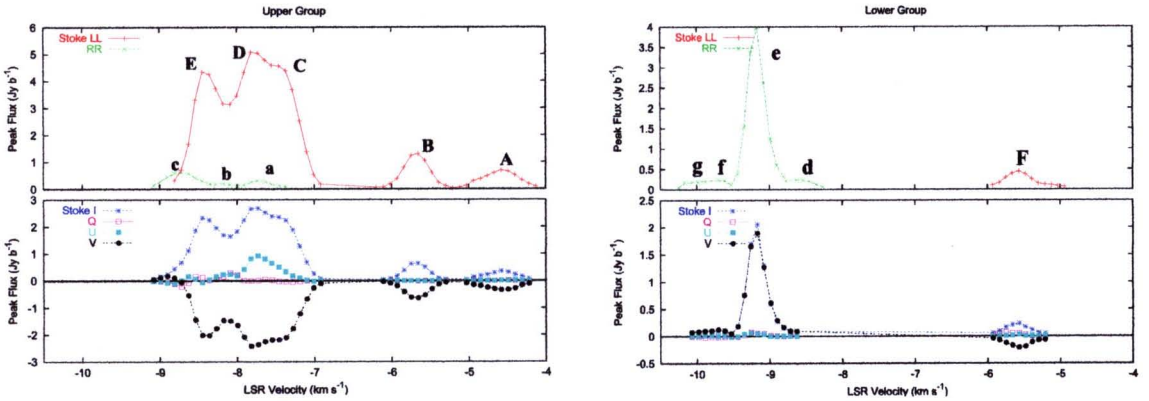 Upper Group
6
5
4
3
2
1
0
Peak Flux (Jy b⁻¹)
Stoke LL
RR
E
D
C
B
A
c
b
a
3
2
1
0
-1
-2
-3
Peak Flux (Jy b⁻¹)
Stoke I
Q
U
V
-10
-9
-8
-7
-6
-5
-4
LSR Velocity (km s⁻¹)
Lower Group
4
3.5
3
2.5
2
1.5
1
0.5
0
Peak Flux (Jy b⁻¹)
Stoke LL
RR
e
g
f
d
F
2.5
2
1.5
1
0.5
0
-0.5
Peak Flux (Jy b⁻¹)
Stoke I
Q
U
V
-10
-9
-8
-7
-6
-5
-4
LSR Velocity (km s⁻¹)